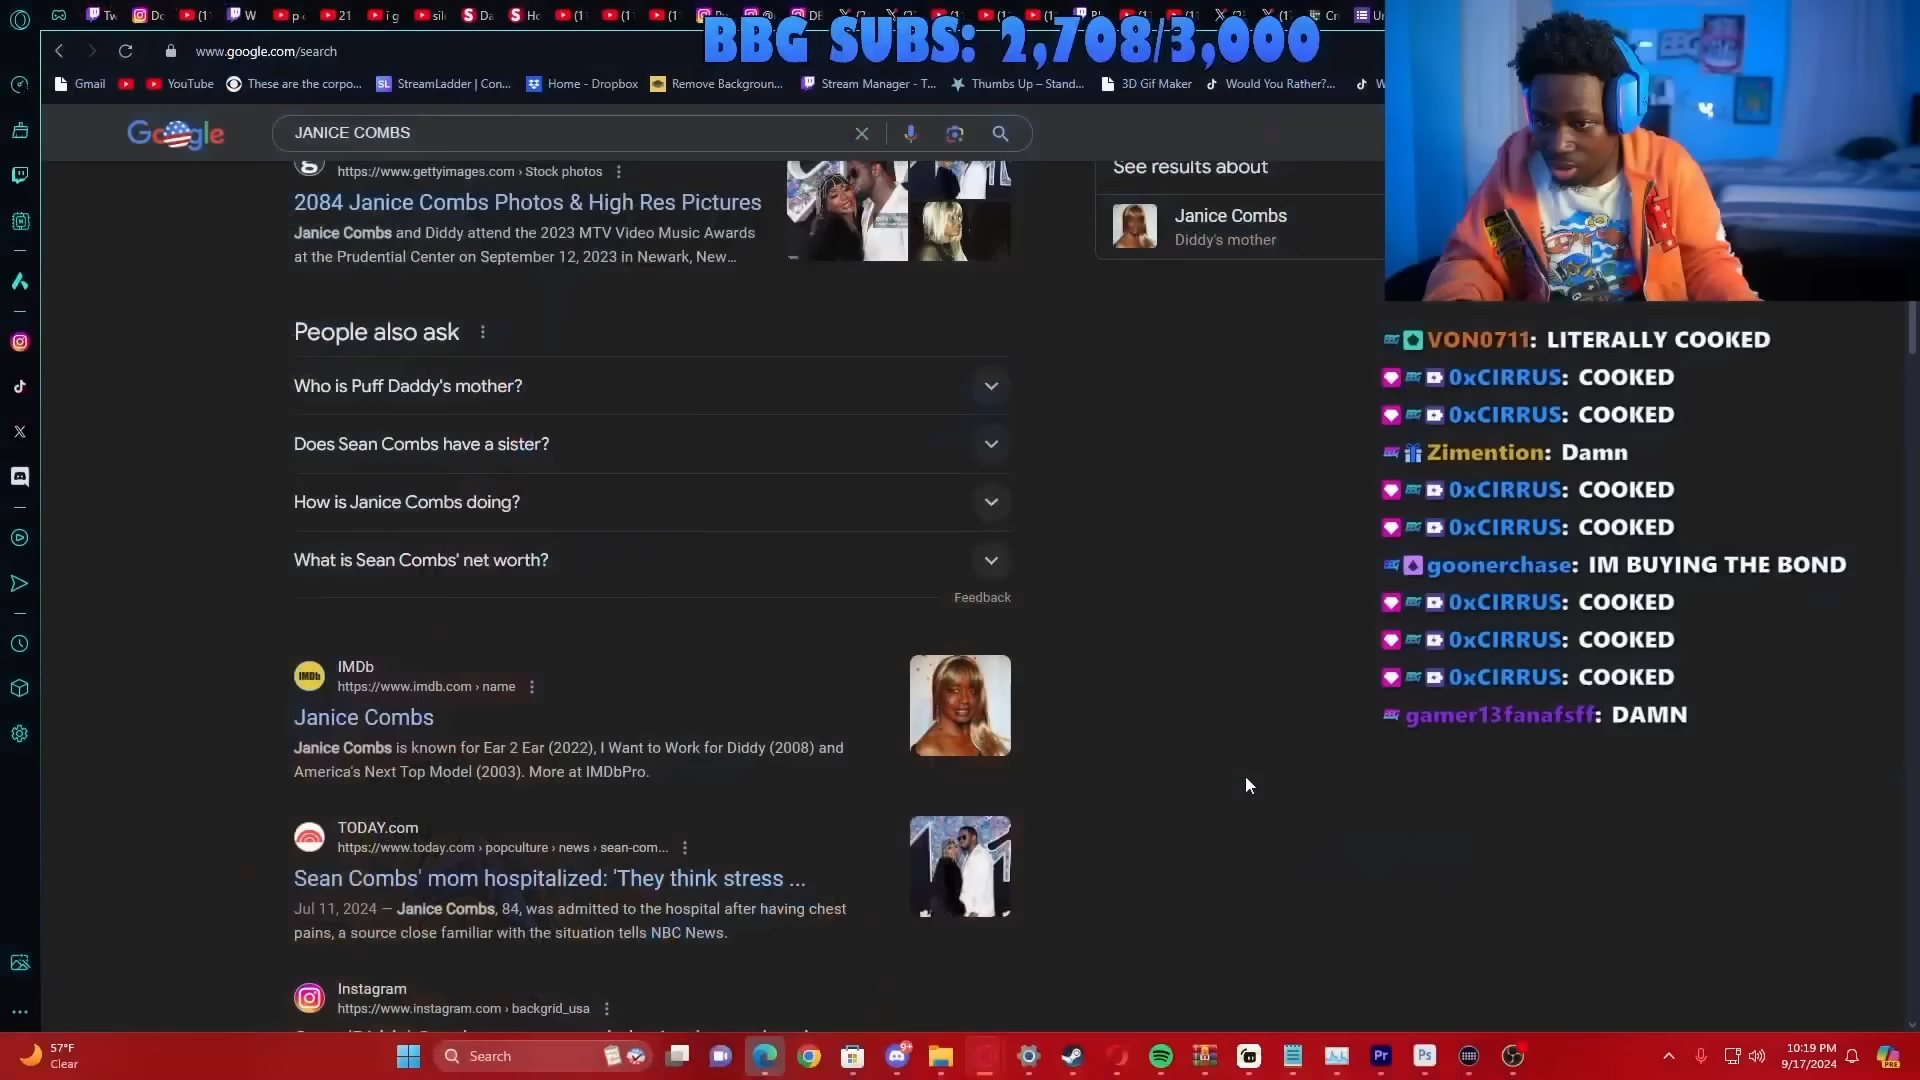 BBG SUBS: 2,708/3,000
www.google.com/search
Gmail
YouTube
These are the corpo...
StreamLadder | Con...
Home - Dropbox
Remove Backgroun...
Stream Manager - T...
Thumbs Up – Stand...
3D Gif Maker
Would You Rather?...
Google
JANICE COMBS
https://www.gettyimages.com › Stock photos
2084 Janice Combs Photos & High Res Pictures
Janice Combs and Diddy attend the 2023 MTV Video Music Awards
at the Prudential Center on September 12, 2023 in Newark, New...
See results about
Janice Combs
Diddy's mother
People also ask
Who is Puff Daddy's mother?
Does Sean Combs have a sister?
How is Janice Combs doing?
What is Sean Combs' net worth?
Feedback
IMDb
IMDb
https://www.imdb.com › name
Janice Combs
Janice Combs is known for Ear 2 Ear (2022), I Want to Work for Diddy (2008) and
America's Next Top Model (2003). More at IMDbPro.
TODAY.com
https://www.today.com › popculture › news › sean-com...
Sean Combs' mom hospitalized: 'They think stress ...
Jul 11, 2024 — Janice Combs, 84, was admitted to the hospital after having chest
pains, a source close familiar with the situation tells NBC News.
Instagram
https://www.instagram.com › backgrid_usa
VON0711: LITERALLY COOKED
0xCIRRUS: COOKED
0xCIRRUS: COOKED
Zimention: Damn
0xCIRRUS: COOKED
0xCIRRUS: COOKED
goonerchase: IM BUYING THE BOND
0xCIRRUS: COOKED
0xCIRRUS: COOKED
0xCIRRUS: COOKED
gamer13fanafsff: DAMN
57°F
Clear
Search
10:19 PM
9/17/2024